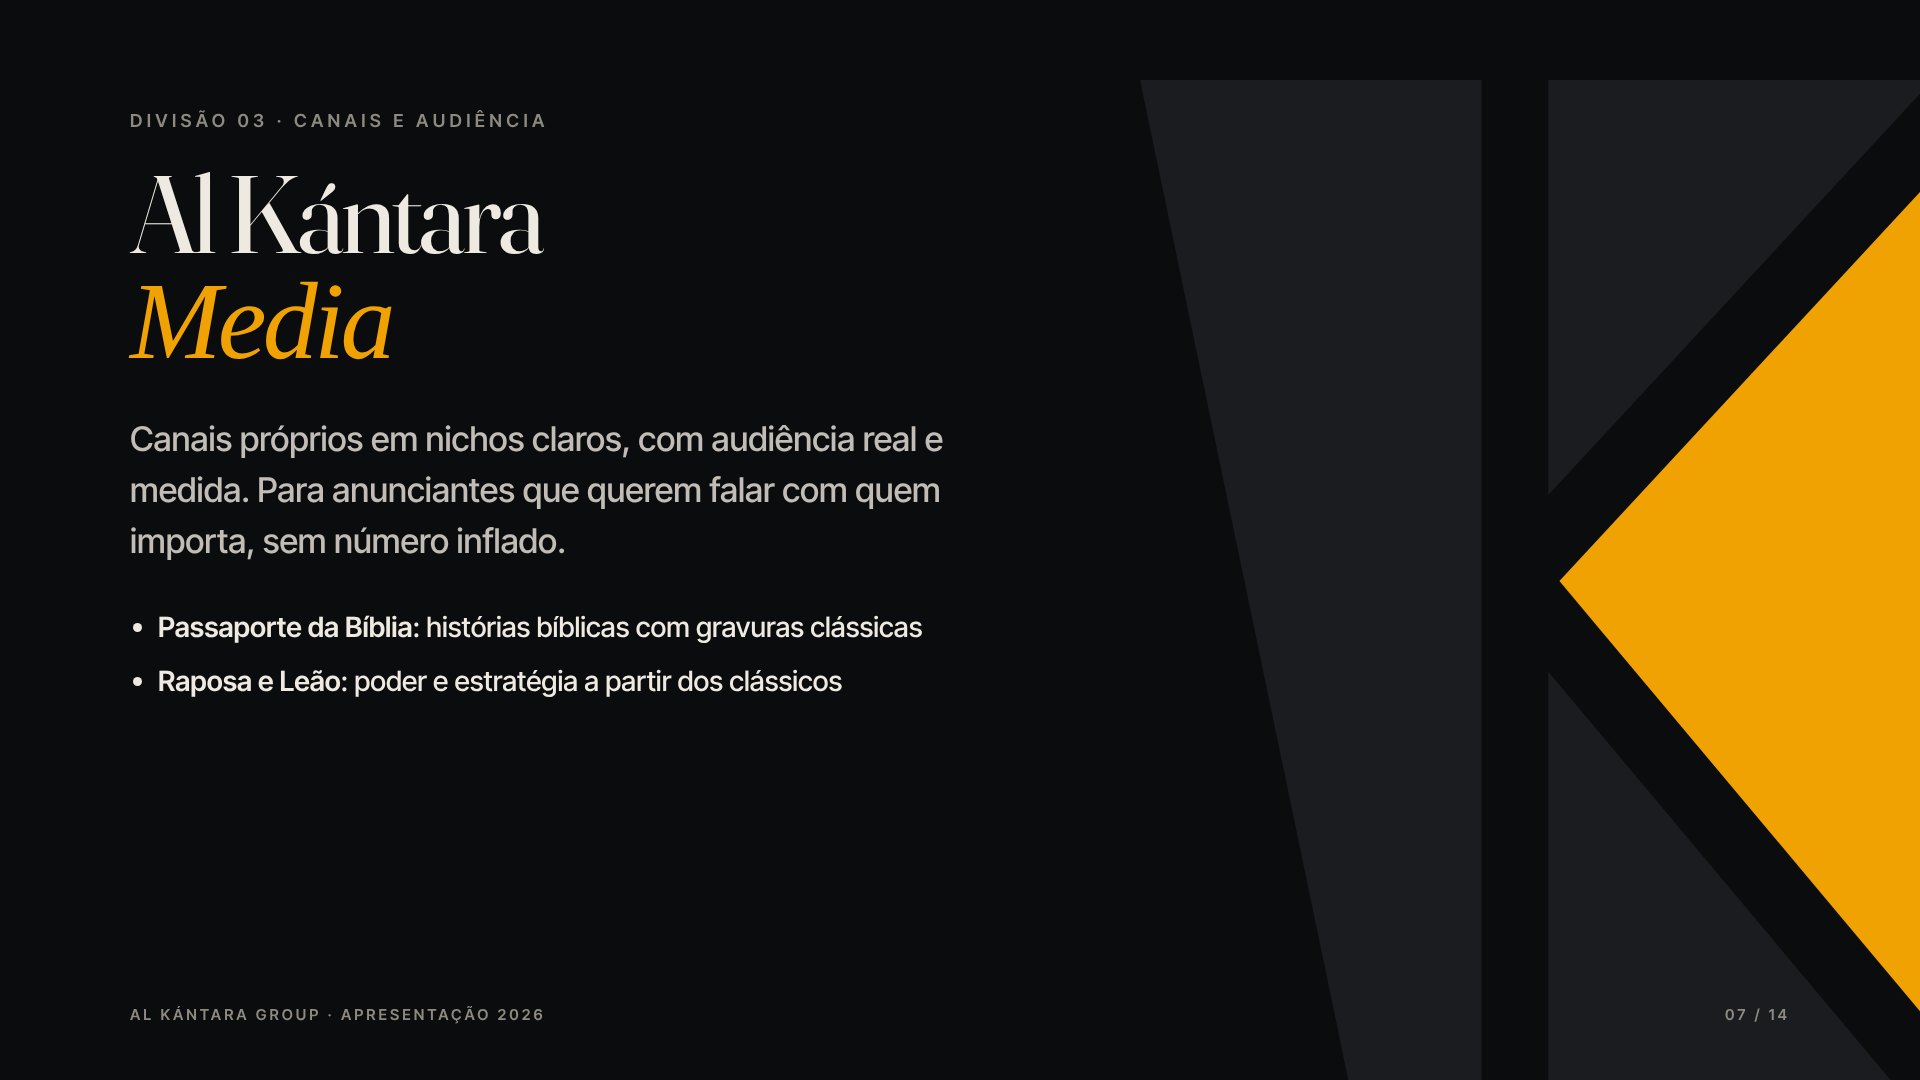 DIVISÃO 03 · CANAIS E AUDIÊNCIA
Al Kántara
Media
Canais próprios em nichos claros, com audiência real e
medida. Para anunciantes que querem falar com quem
importa, sem número inflado.
• Passaporte da Bíblia: histórias bíblicas com gravuras clássicas
• Raposa e Leão: poder e estratégia a partir dos clássicos
AL KÁNTARA GROUP · APRESENTAÇÃO 2026
07 / 14